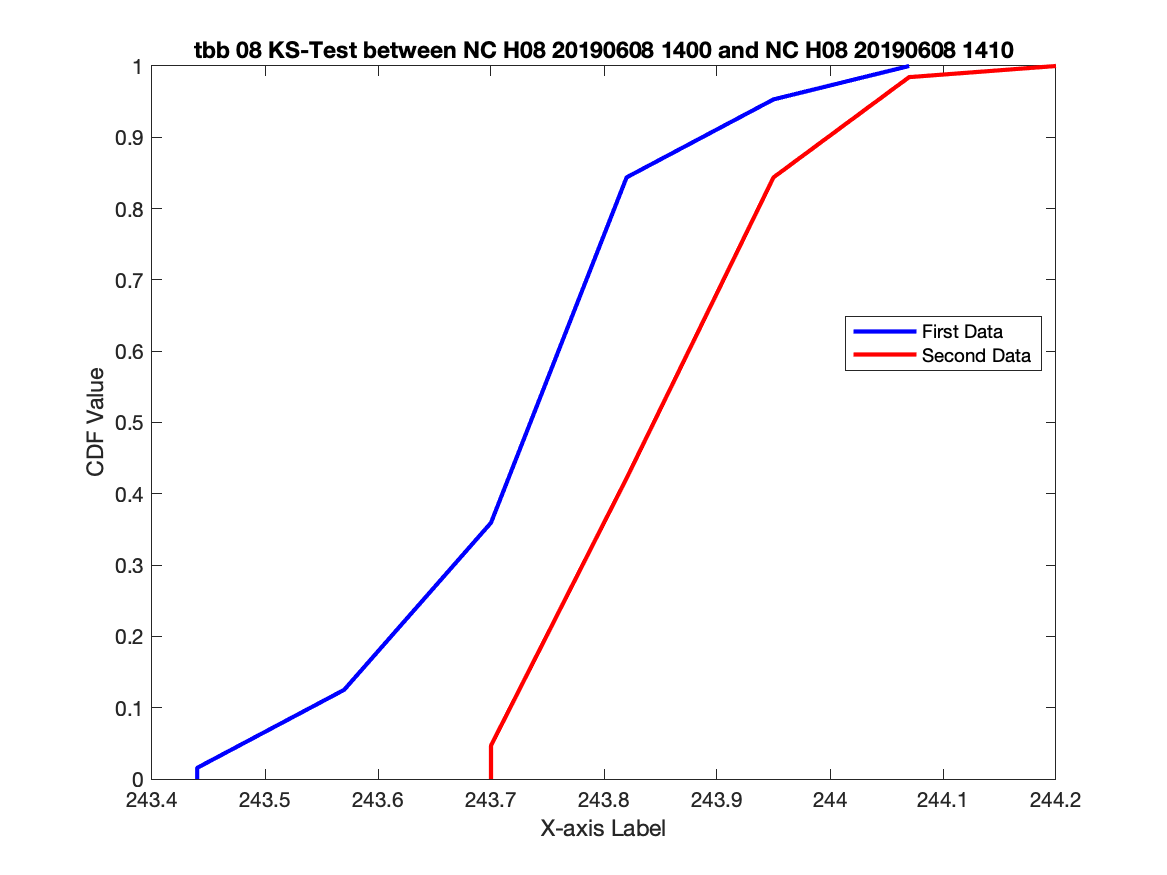 tbb 08 KS-Test between NC H08 20190608 1400 and NC H08 20190608 1410
1
0.9
0.8
0.7
0.6
0.5
0.4
0.3
0.2
0.1
0
CDF Value
First Data
Second Data
243.4 243.5 243.6 243.7 243.8 243.9 244 244.1 244.2
X-axis Label